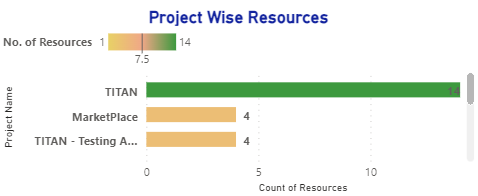 Project Wise Resources
No. of Resources 1 14
7.5
Project Name
TITAN 14
MarketPlace 4
TITAN - Testing A... 4
0 5 10
Count of Resources